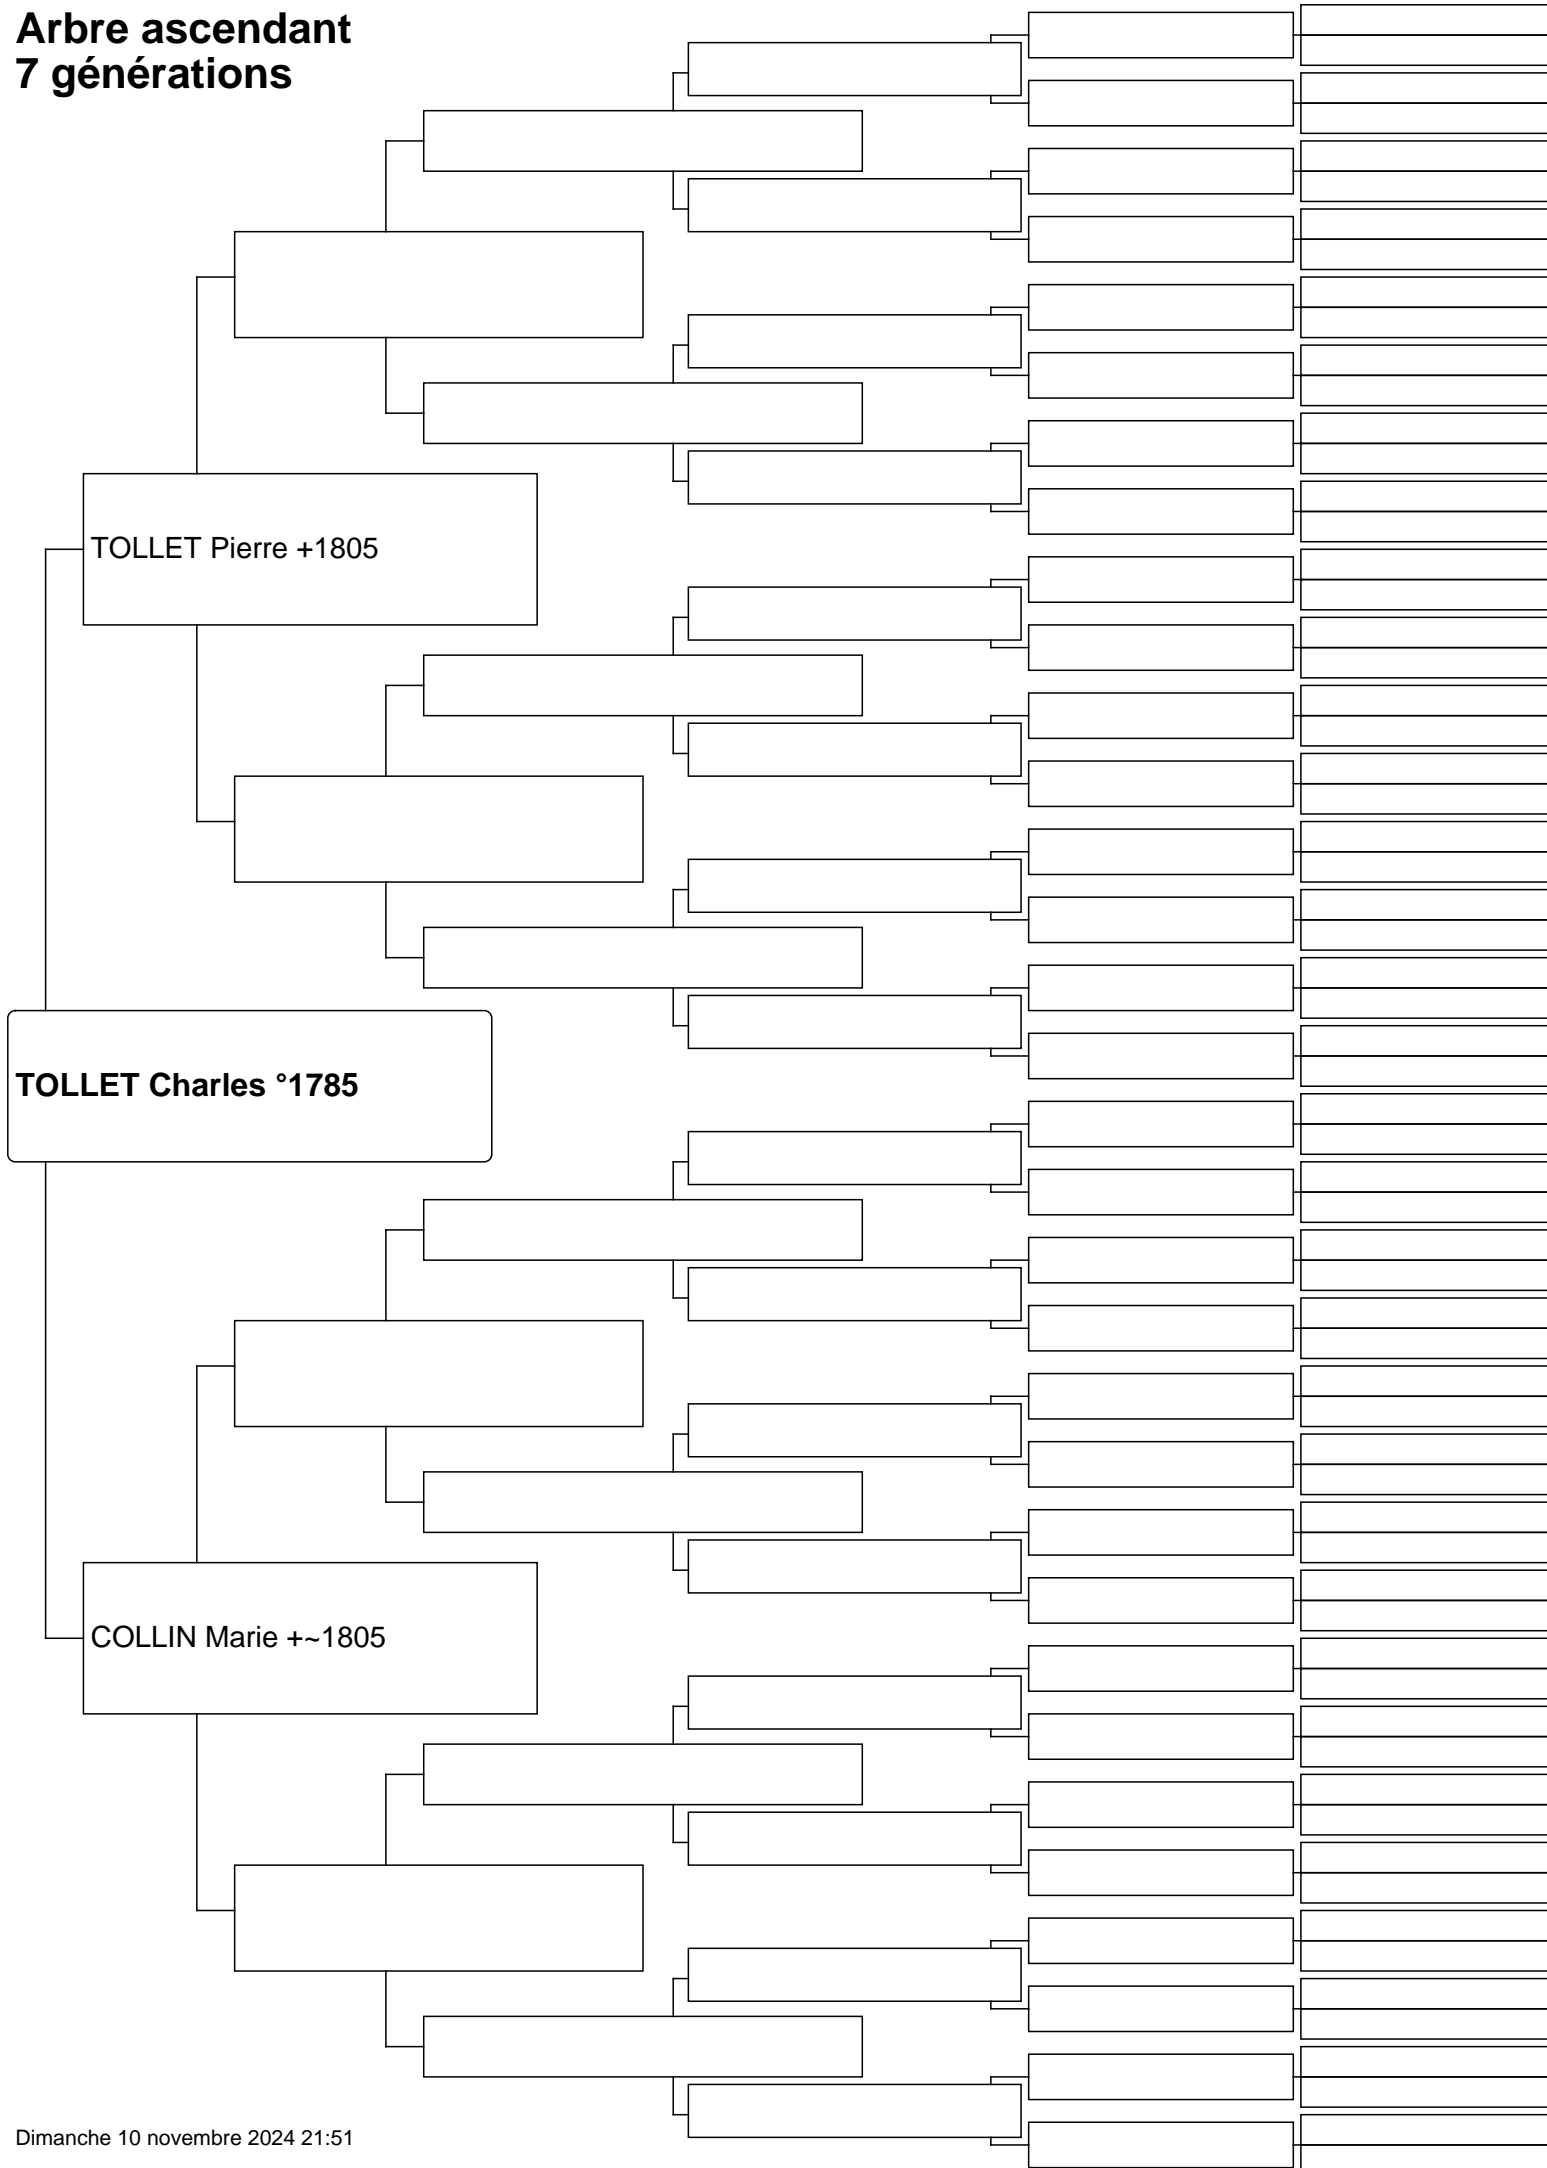 Arbre ascendant
7 générations
TOLLET Pierre +1805
TOLLET Charles °1785
COLLIN Marie +~1805
Dimanche 10 novembre 2024 21:51